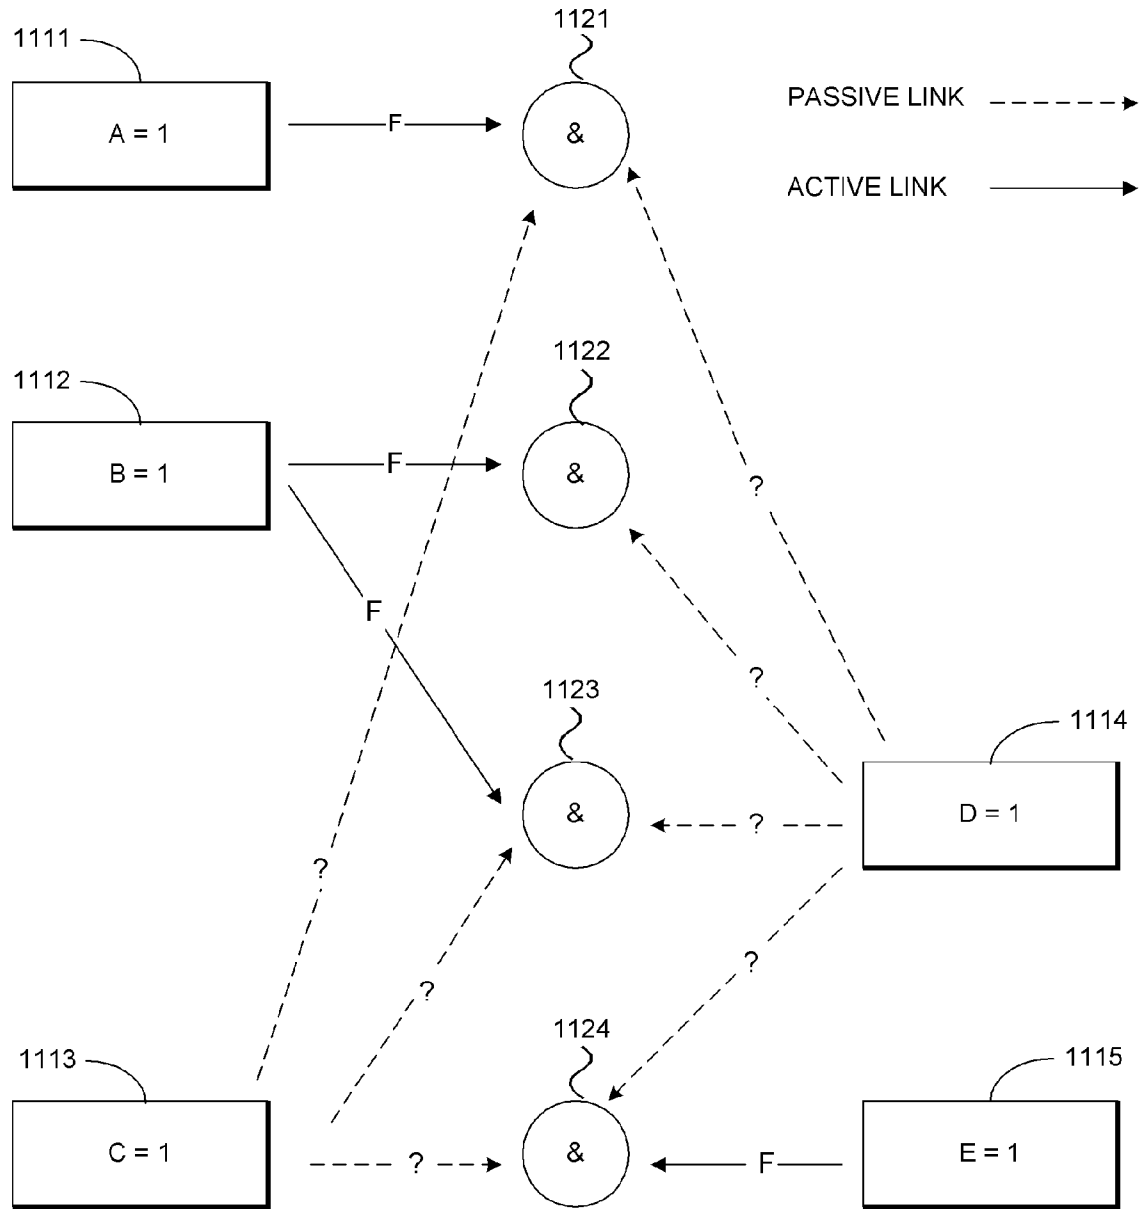 1121
1111
A = 1
F
&
PASSIVE LINK
ACTIVE LINK
1122
1112
B = 1
F
&
?
F
?
1123
1114
&
?
D = 1
?
?
?
1124
1113
1115
C = 1
?
&
F
E = 1